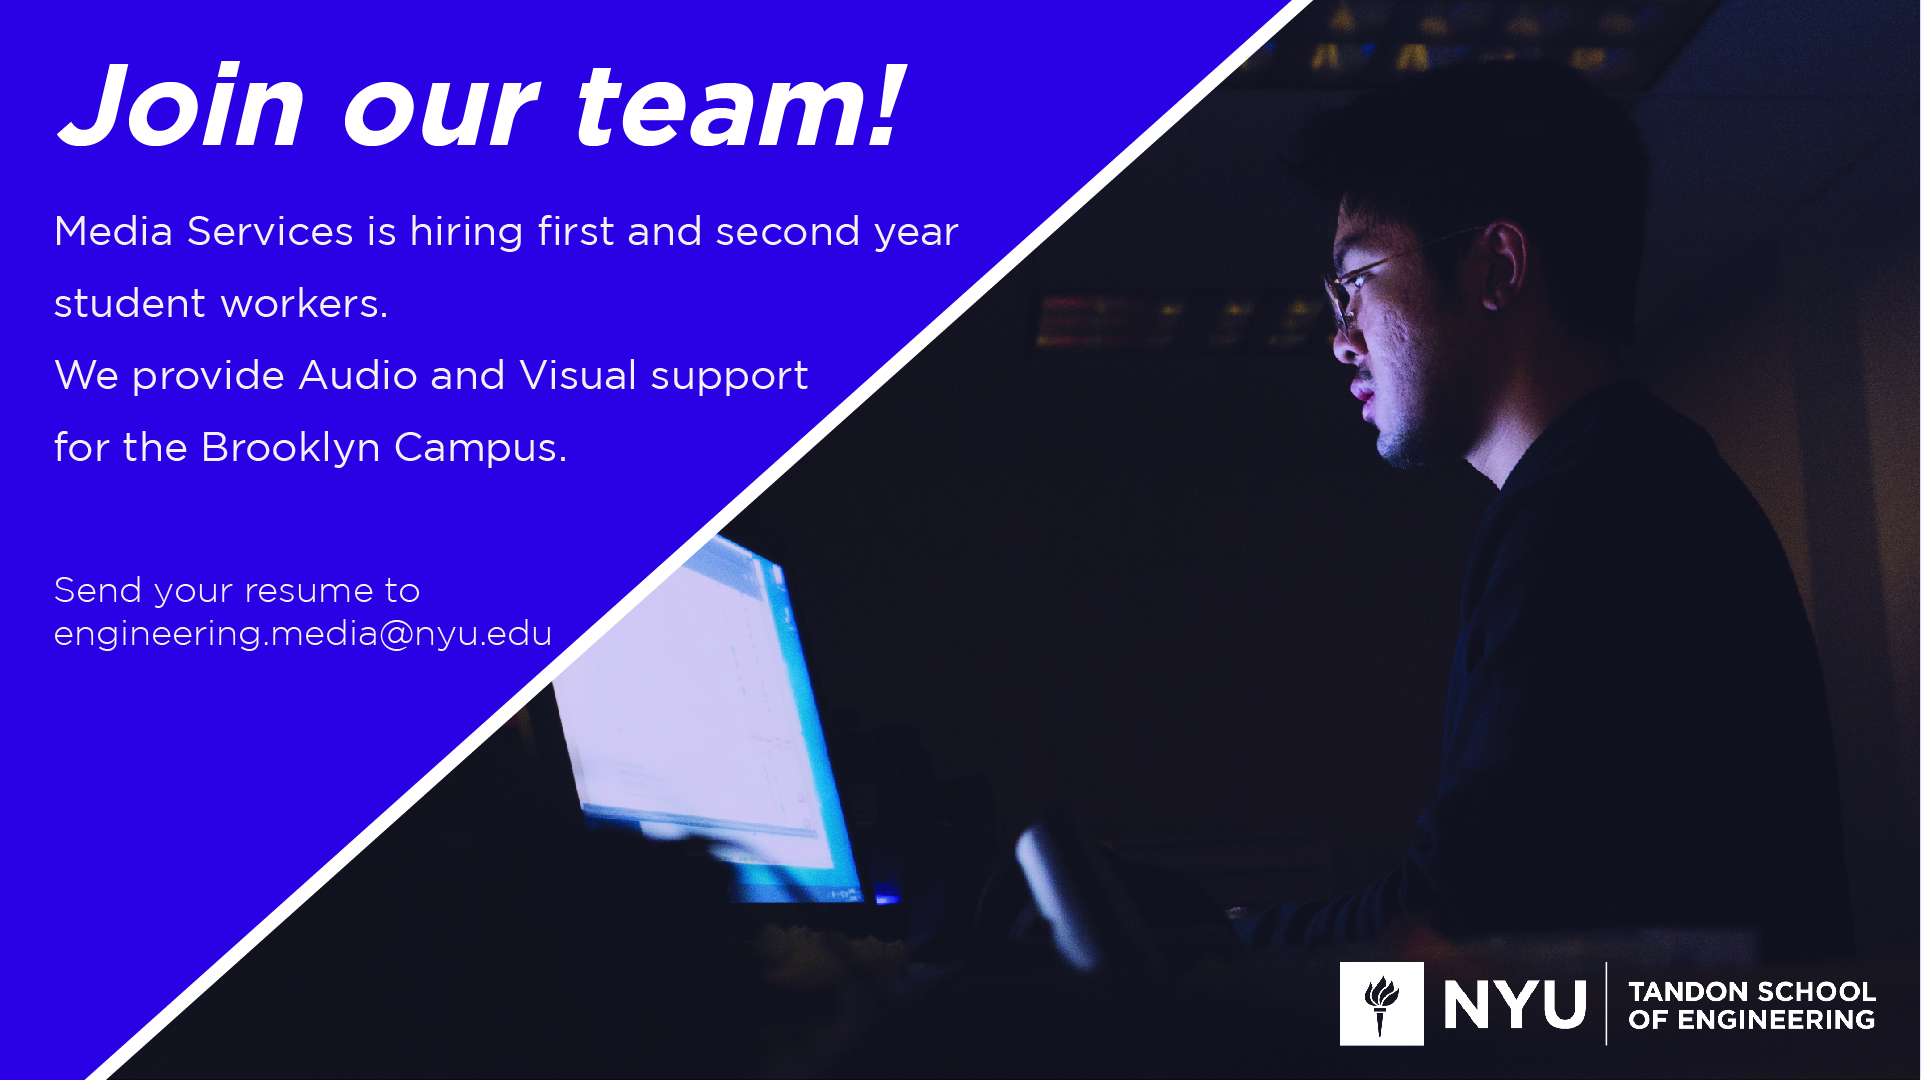 Join our team!
Media Services is hiring first and second year
student workers.
We provide Audio and Visual support
for the Brooklyn Campus.
Send your resume to
engineering.media@nyu.edu
NYU
TANDON SCHOOL
OF ENGINEERING